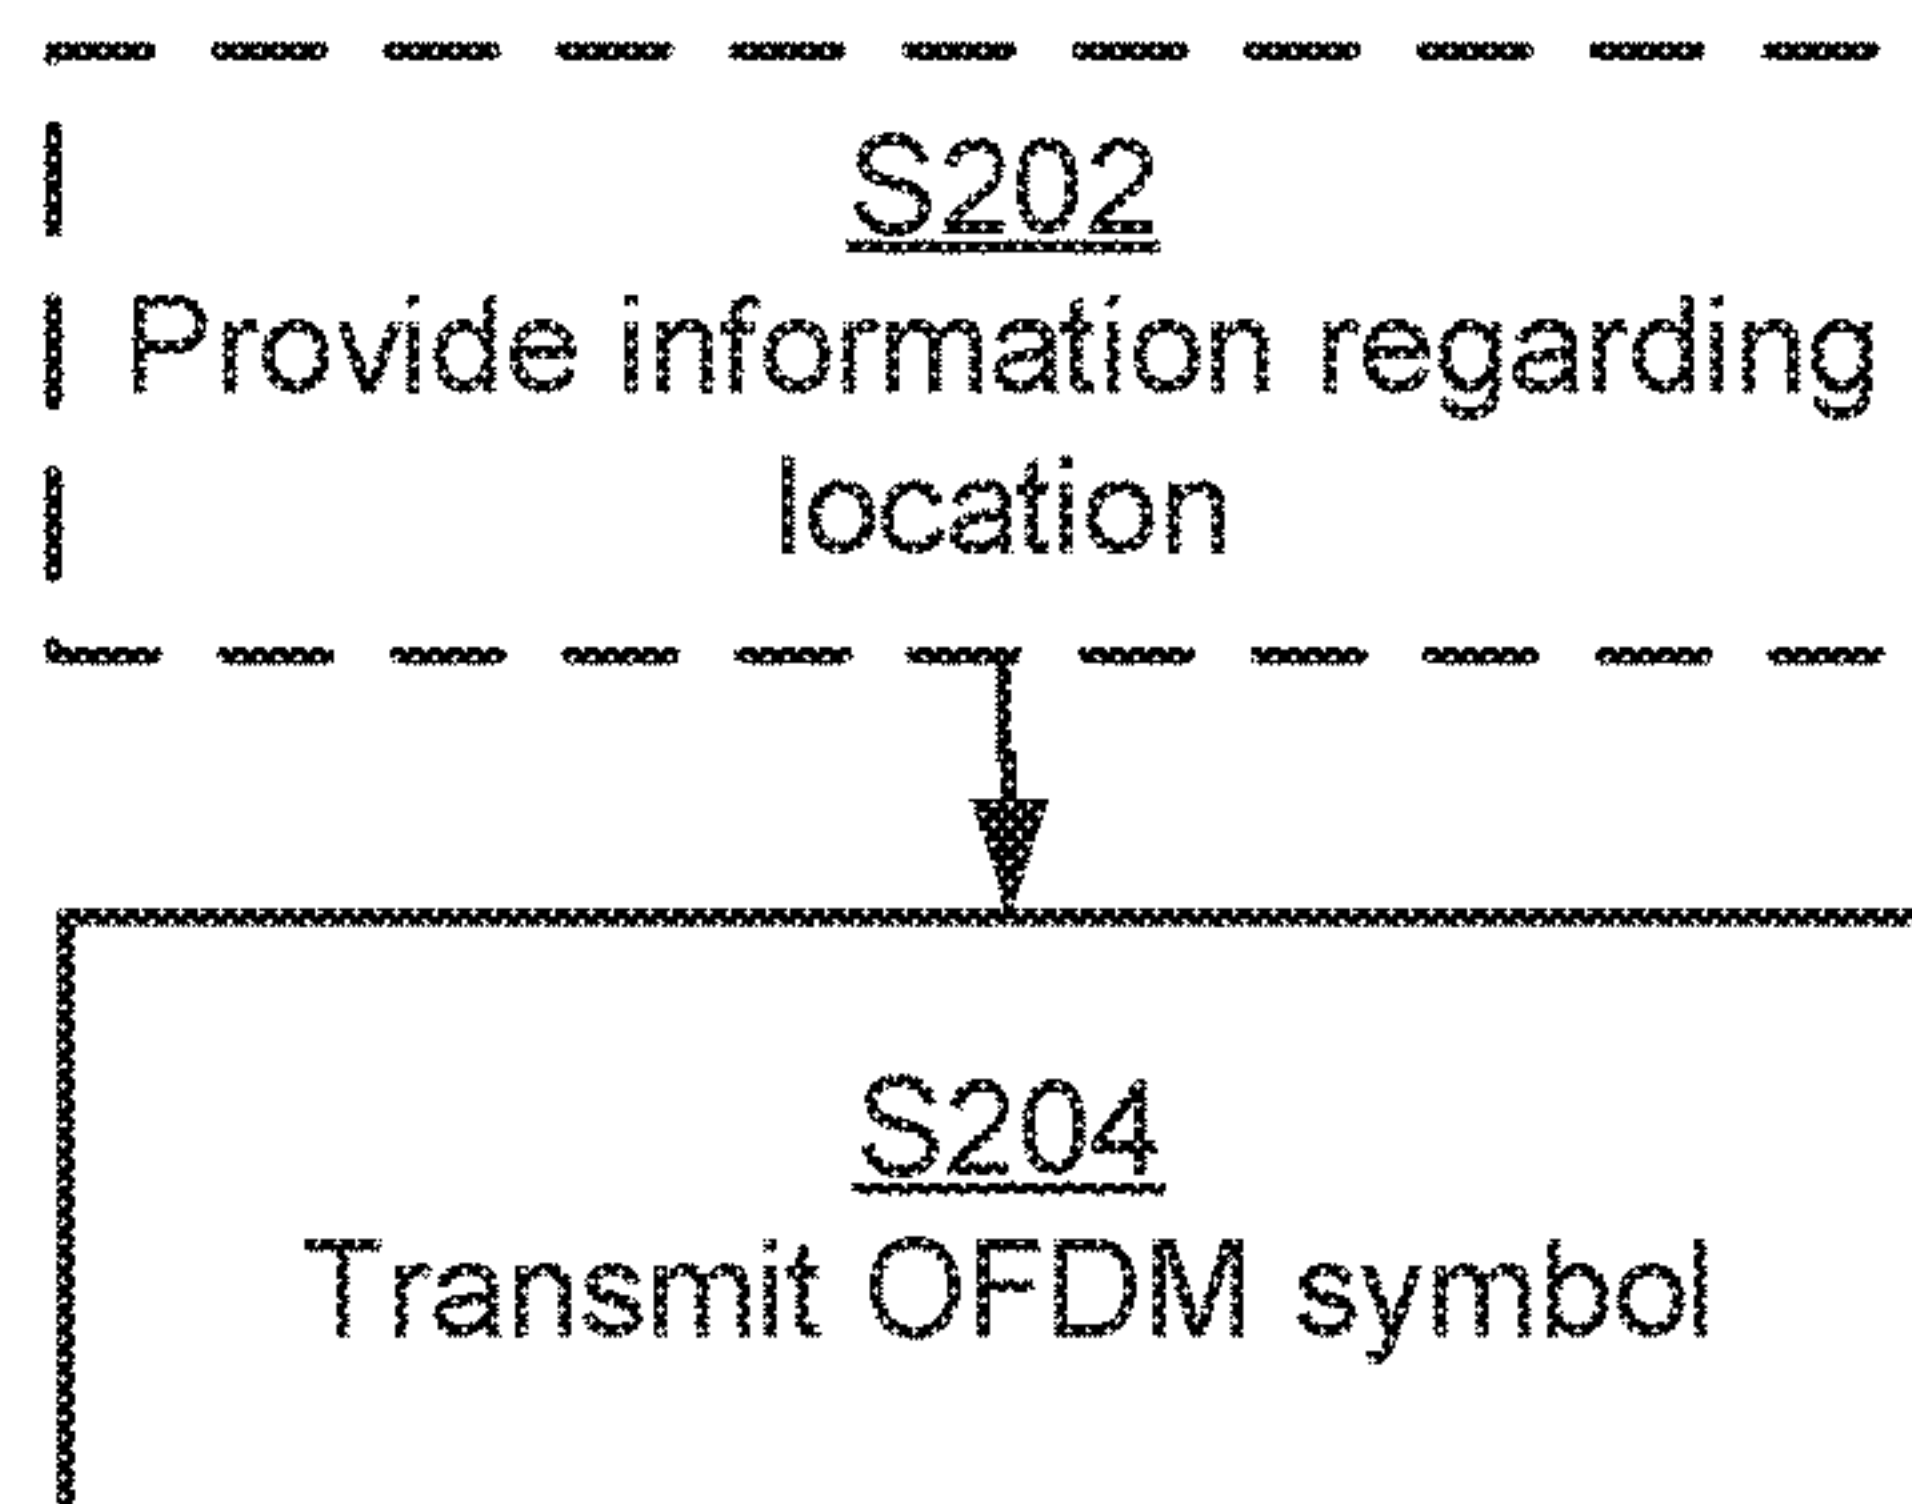 S202
Provide information regarding
location
S204
Transmit OFDM symbol